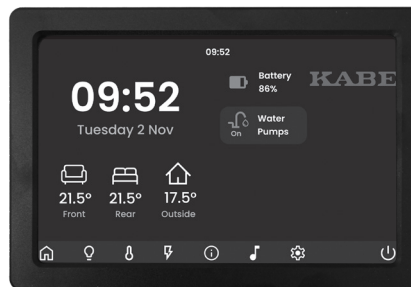 09:52
09:52
Tuesday 2 Nov
Battery
86%
KABE
On
Water
Pumps
21.5°
Front
21.5°
Rear
17.5°
Outside